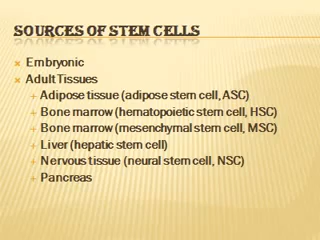 SOURCES OF STEM CELLS
Embryonic
Adult Tissues
Adipose tissue (adipose stem cell, ASC)
Bone marrow (hematopoietic stem cell, HSC)
Bone marrow (mesenchymal stem cell, MSC)
Liver (hepatic stem cell)
Nervous tissue (neural stem cell, NSC)
Pancreas